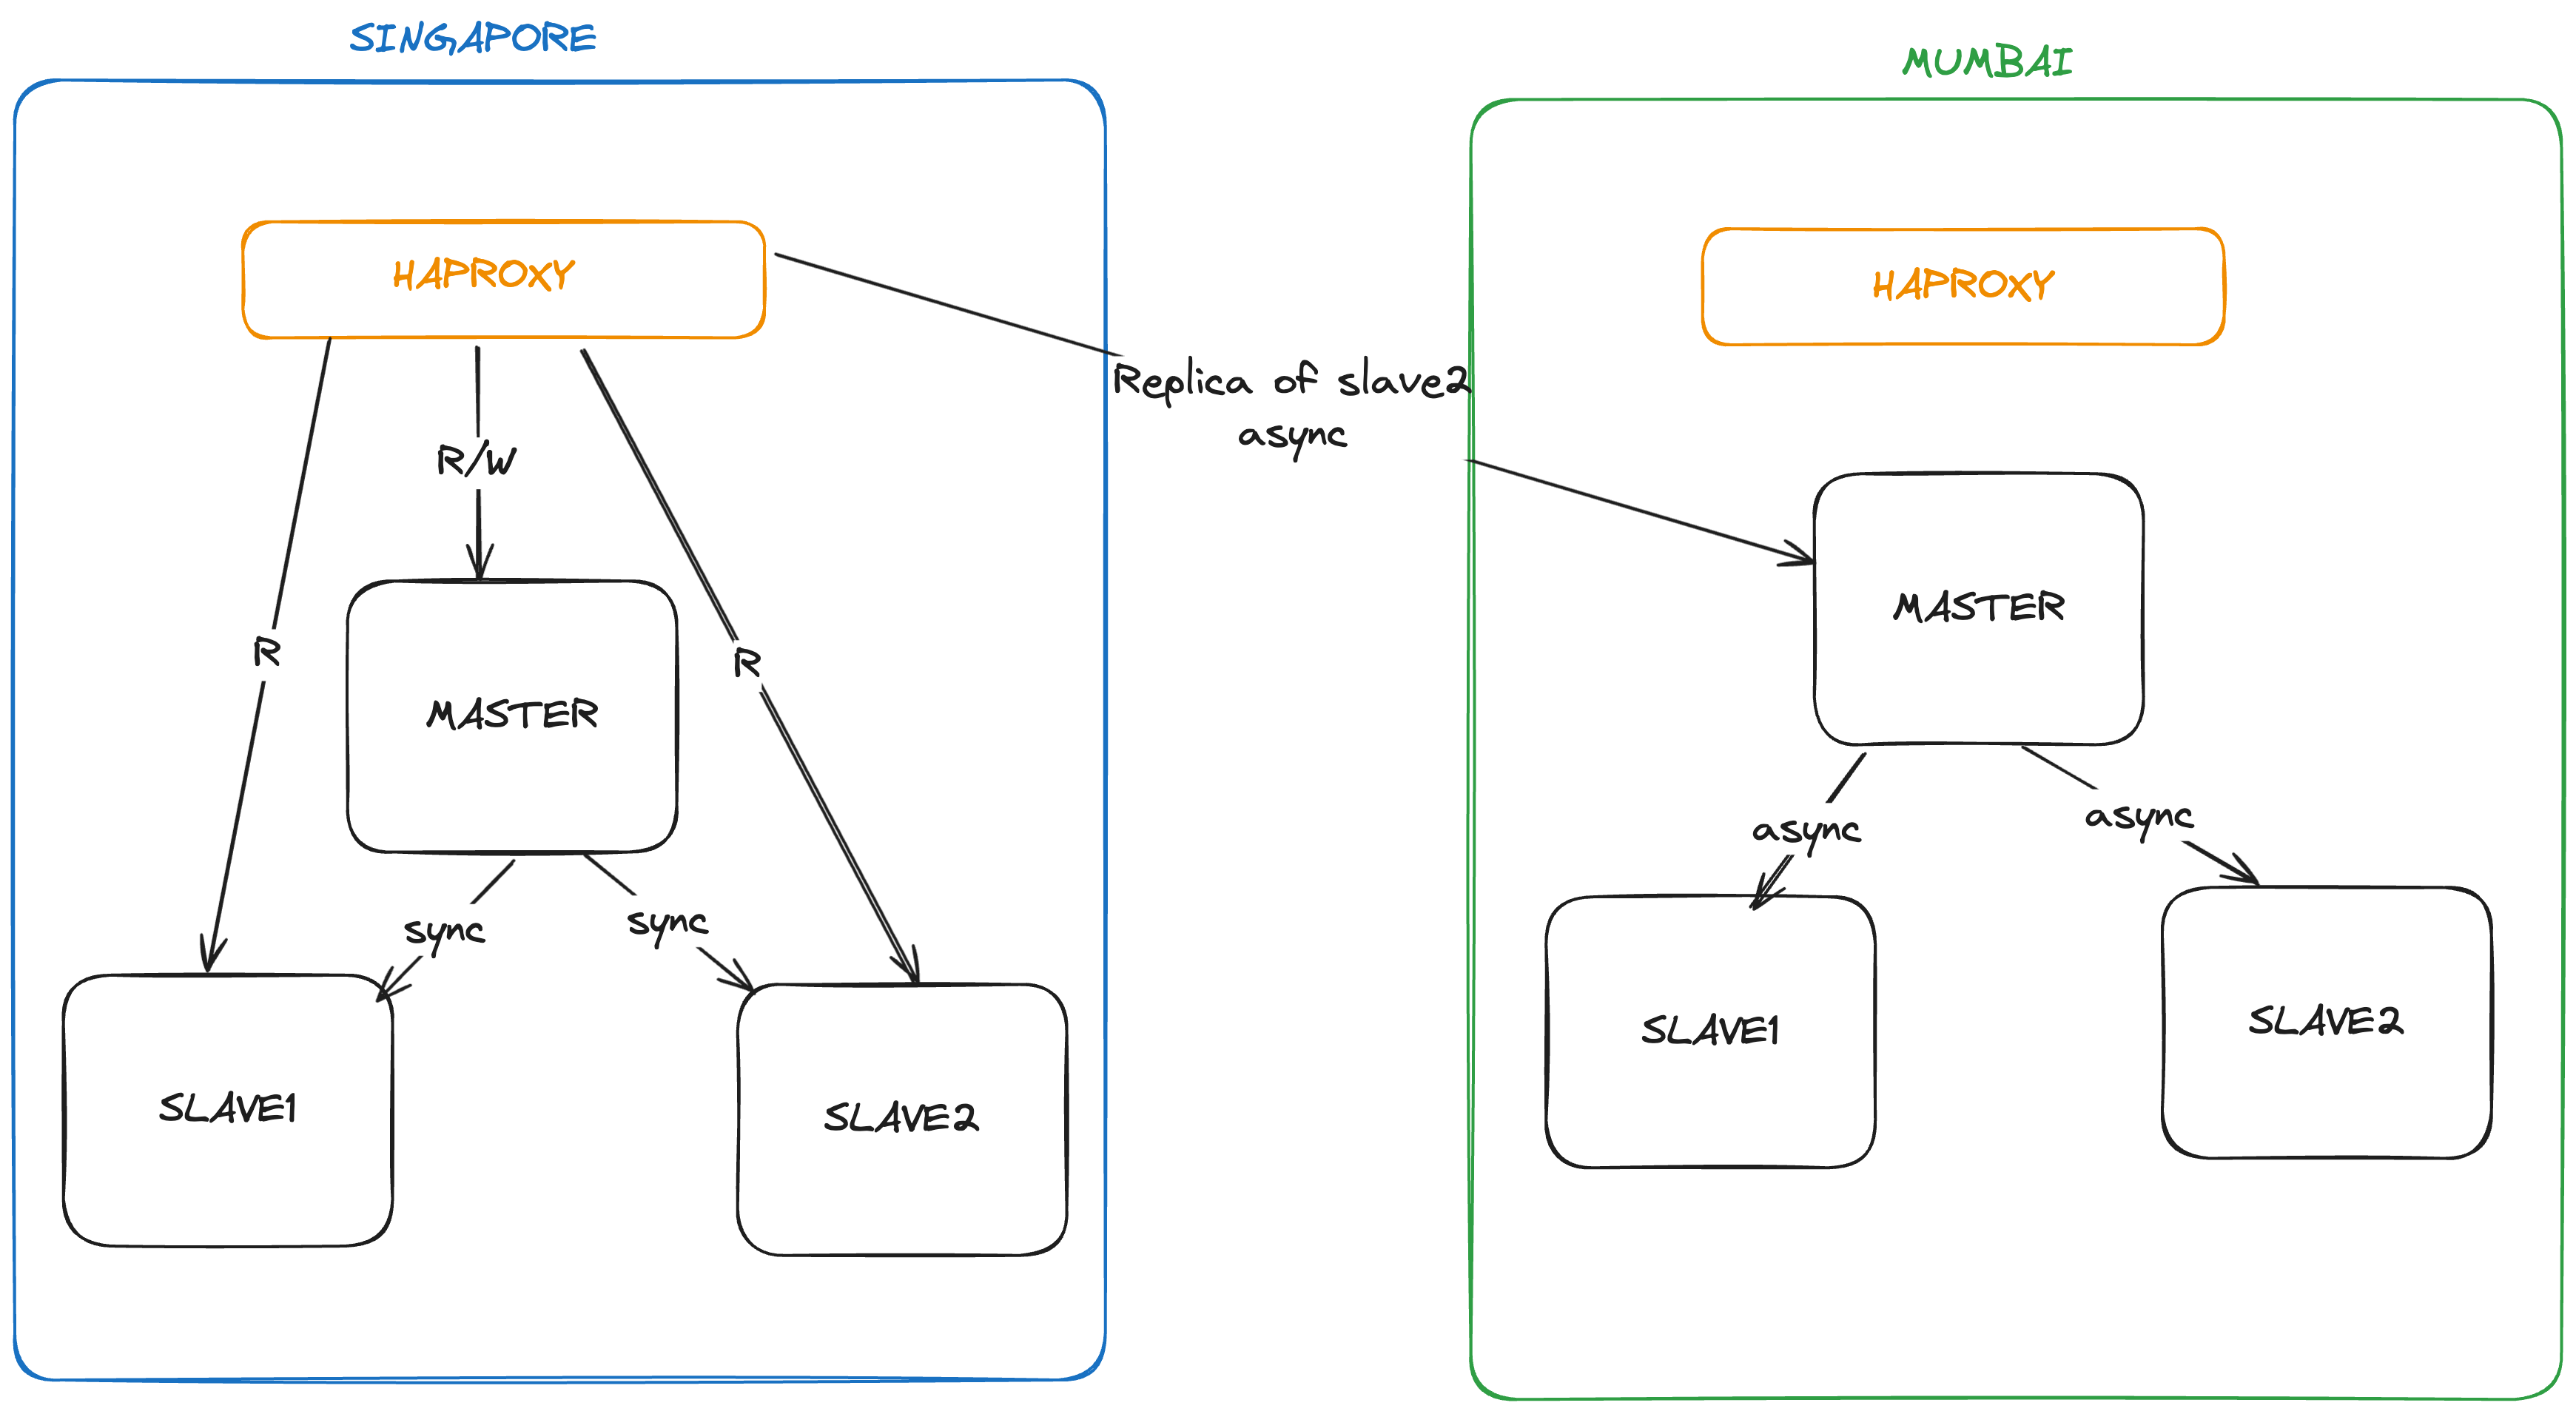 SINGAPORE
MUMBAI
HAPROXY
HAPROXY
Replica of slave2
async
R/W
R
R
MASTER
MASTER
sync
sync
async
async
SLAVE1
SLAVE2
SLAVE1
SLAVE2